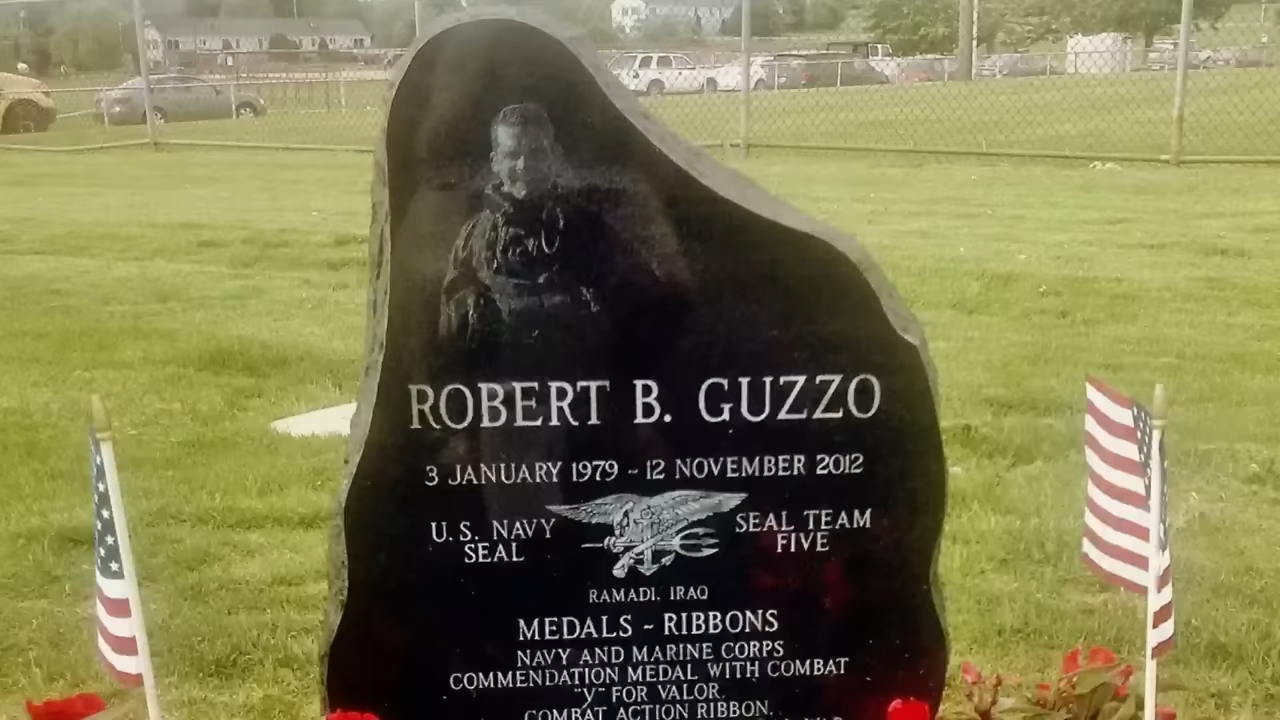 ROBERT B. GUZZO
3 JANUARY 1979 ~ 12 NOVEMBER 2012
U.S. NAVY
SEAL
SEAL TEAM
FIVE
RAMADI, IRAQ
MEDALS ~ RIBBONS
NAVY AND MARINE CORPS
COMMENDATION MEDAL WITH COMBAT
"V" FOR VALOR,
COMBAT ACTION RIBBON,